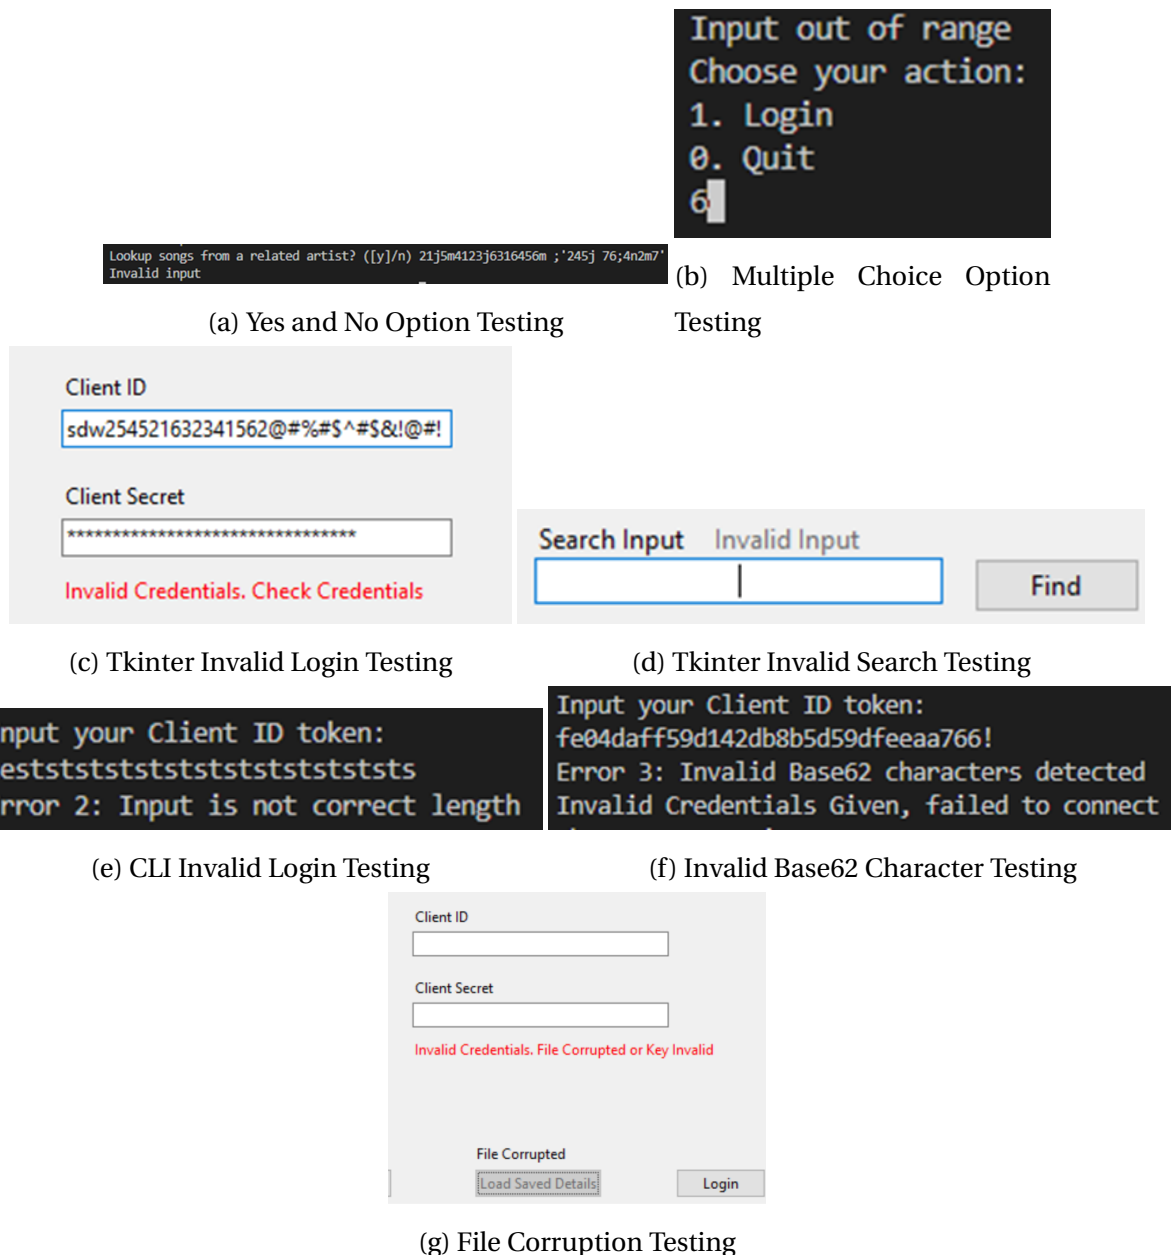 Input out of range
Choose your action:
1. Login
0. Quit
6
Lookup songs from a related artist? ([y]/n) 21j5m4123j6316456m ;'245j 76;4n2m7'
Invalid input
(a) Yes and No Option Testing
(b) Multiple Choice Option
Testing
Client ID
sdw254521632341562@#%#$^#$&!@#!
Client Secret
********************************
Invalid Credentials. Check Credentials
Search Input Invalid Input
Find
(c) Tkinter Invalid Login Testing
(d) Tkinter Invalid Search Testing
nput your Client ID token:
estststststststststststststs
rror 2: Input is not correct length
Input your Client ID token:
fe04daff59d142db8b5d59dfeeaa766!
Error 3: Invalid Base62 characters detected
Invalid Credentials Given, failed to connect
(e) CLI Invalid Login Testing
(f) Invalid Base62 Character Testing
Client ID
Client Secret
Invalid Credentials. File Corrupted or Key Invalid
File Corrupted
Load Saved Details
Login
(g) File Corruption Testing